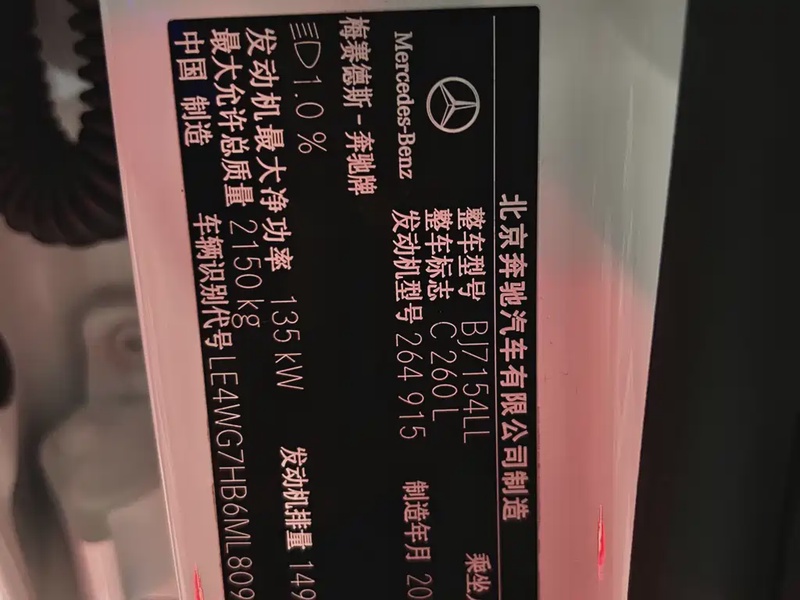 北京奔驰汽车有限公司制造
Mercedes-Benz
整车型号 BJ7154LL 乘坐
整车标志 C 260 L
发动机型号 264 915 制造年月 20
梅赛德斯-奔驰牌
1.0 %
发动机最大净功率 135 kW 发动机排量 149
最大允许总质量 2150 kg
中国 制造 车辆识别代号 LE4WG7HB6ML809